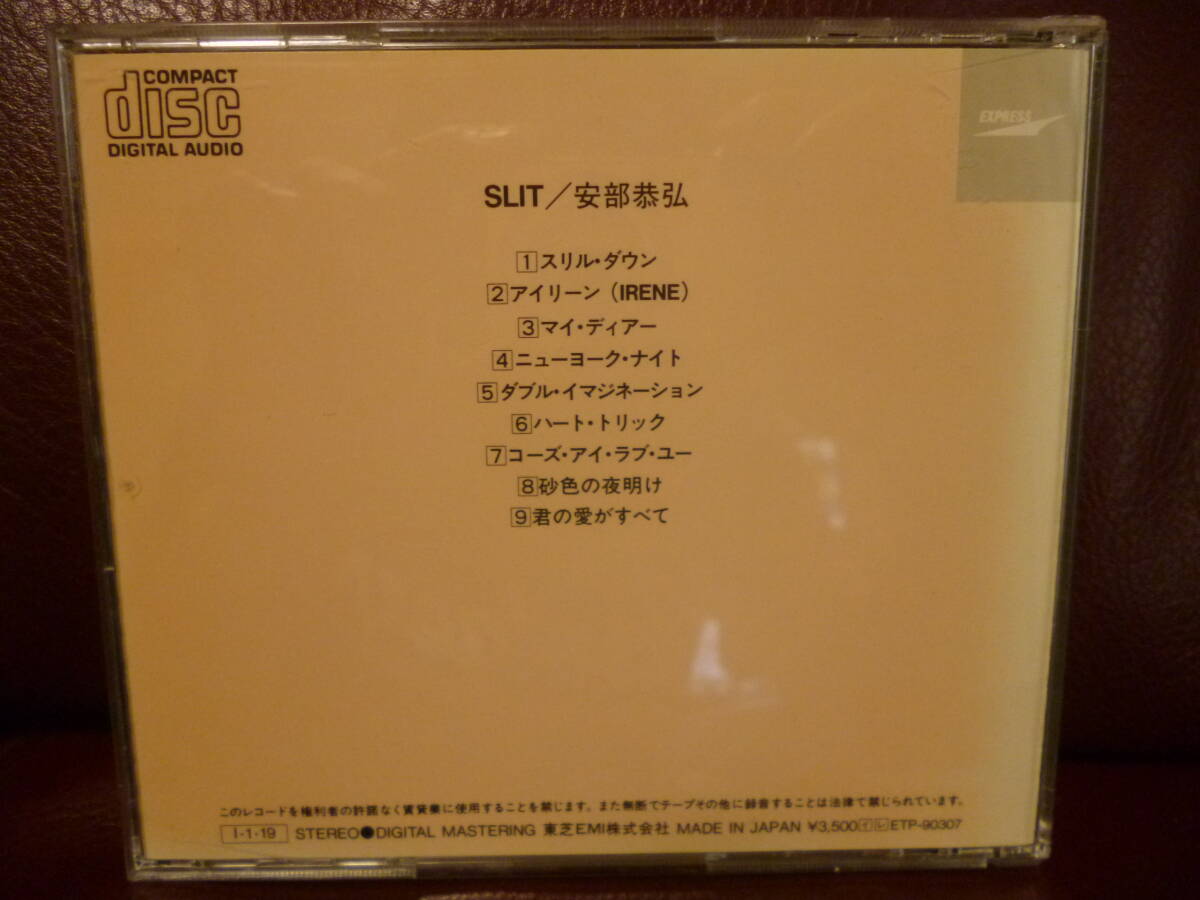 COMPACT
disc
DIGITAL AUDIO
EXPRESS
SLIT／安部恭弘
1 スリル・ダウン
2 アイリーン（IRENE）
3 マイ・ディアー
4 ニューヨーク・ナイト
5 ダブル・イマジネーション
6 ハート・トリック
7 コーズ・アイ・ラブ・ユー
8 砂色の夜明け
9 君の愛がすべて
このレコードを権利者の許諾なく賃貸業に使用することを禁じます。また無断でテープその他に録音することは法律で禁じられています。
I-1-19 STEREO●DIGITAL MASTERING 東芝EMI株式会社 MADE IN JAPAN ¥3,500 イ レ ETP-90307